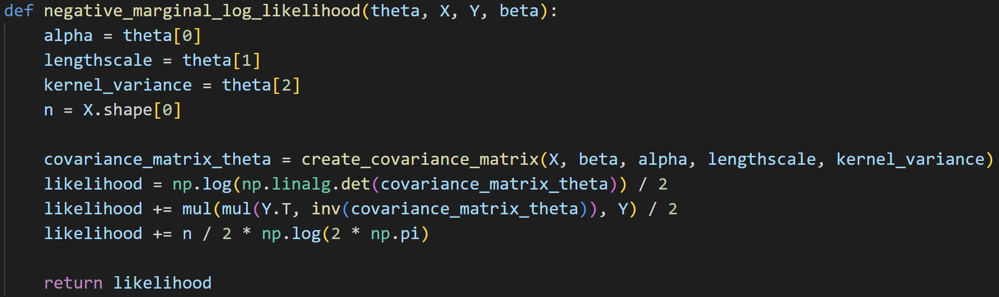 def negative_marginal_log_likelihood(theta, X, Y, beta):
    alpha = theta[0]
    lengthscale = theta[1]
    kernel_variance = theta[2]
    n = X.shape[0]

    covariance_matrix_theta = create_covariance_matrix(X, beta, alpha, lengthscale, kernel_variance)
    likelihood = np.log(np.linalg.det(covariance_matrix_theta)) / 2
    likelihood += mul(mul(Y.T, inv(covariance_matrix_theta)), Y) / 2
    likelihood += n / 2 * np.log(2 * np.pi)

    return likelihood